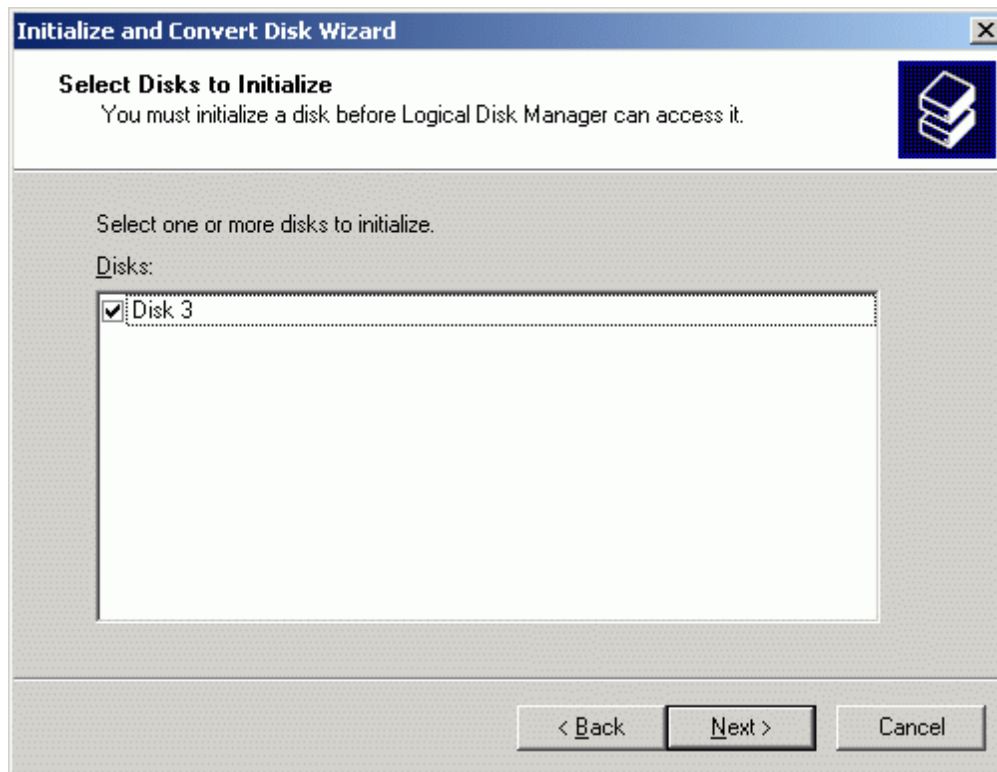 Initialize and Convert Disk Wizard
Select Disks to Initialize
You must initialize a disk before Logical Disk Manager can access it.
Select one or more disks to initialize.
Disks:
Disk 3
< Back
Next >
Cancel